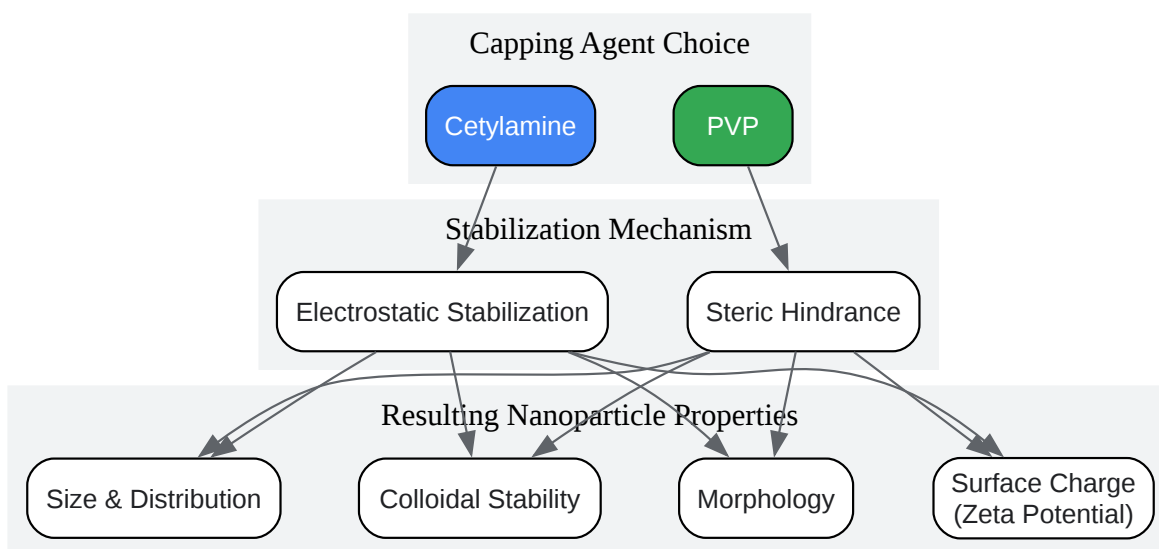 Capping Agent Choice
Cetylamine
PVP
Stabilization Mechanism
Electrostatic Stabilization
Steric Hindrance
Resulting Nanoparticle Properties
Size & Distribution
Colloidal Stability
Morphology
Surface Charge
(Zeta Potential)